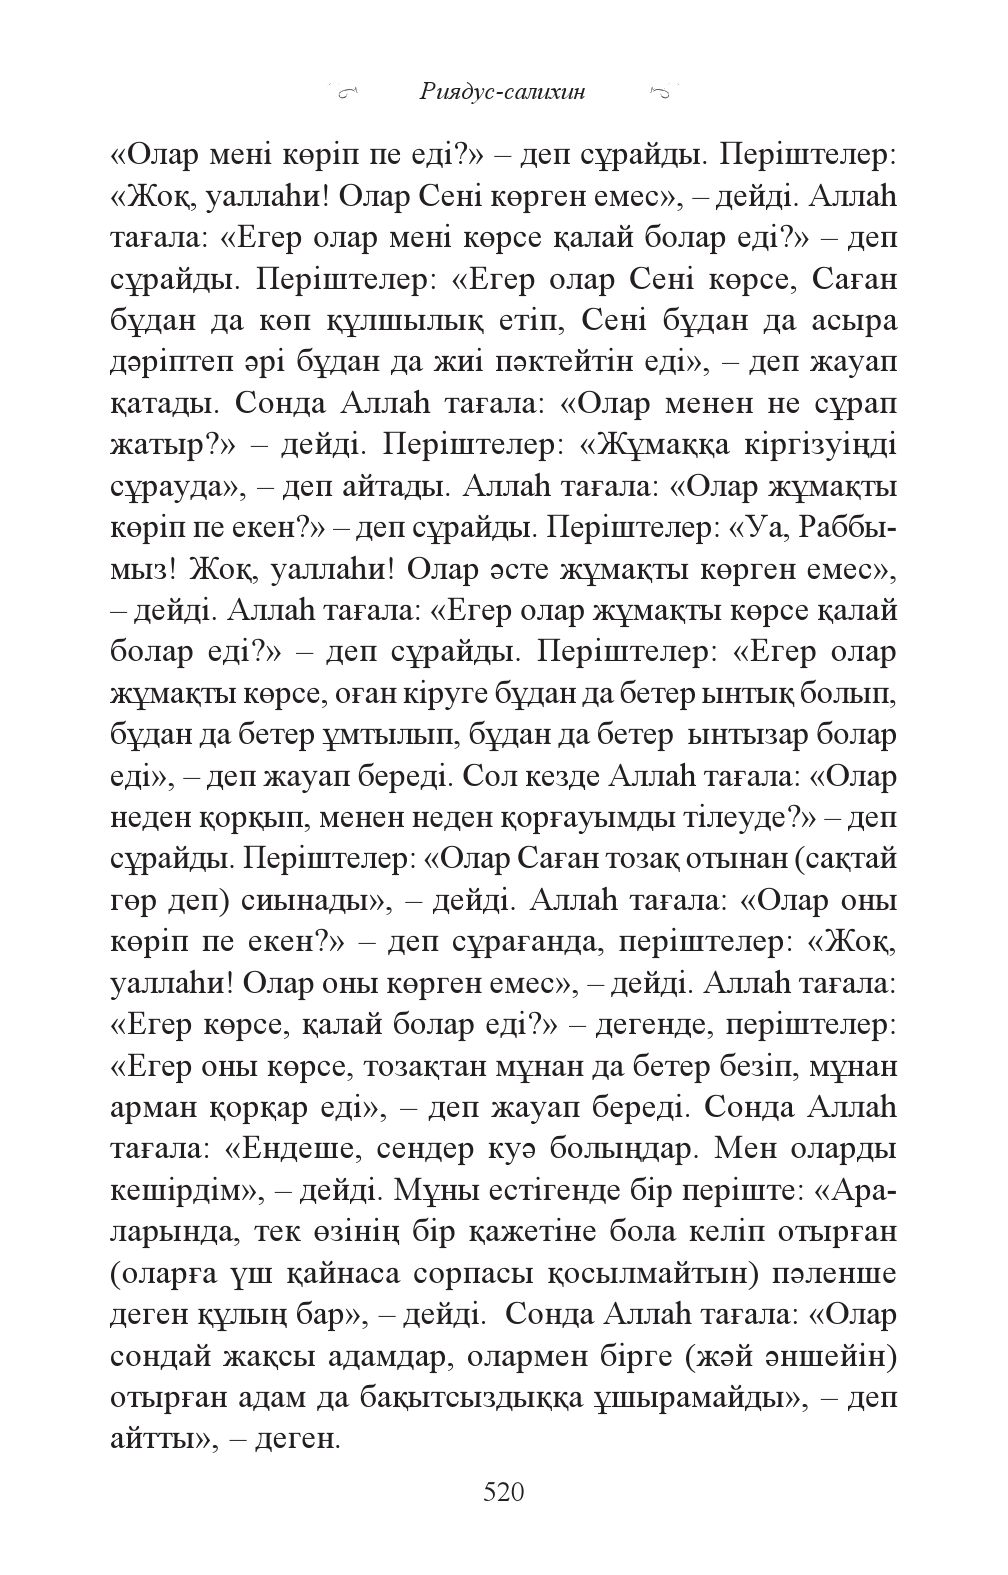 Риядус-салихин
«Олар мені көріп пе еді?» – деп сұрайды. Періштелер:
«Жоқ, уаллаһи! Олар Сені көрген емес», – дейді. Аллаһ
тағала: «Егер олар мені көрсе қалай болар еді?» – деп
сұрайды. Періштелер: «Егер олар Сені көрсе, Саған
бұдан да көп құлшылық етіп, Сені бұдан да асыра
дәріптеп әрі бұдан да жиі пәктейтін еді», – деп жауап
қатады. Сонда Аллаһ тағала: «Олар менен не сұрап
жатыр?» – дейді. Періштелер: «Жұмаққа кіргізуіңді
сұрауда», – деп айтады. Аллаһ тағала: «Олар жұмақты
көріп пе екен?» – деп сұрайды. Періштелер: «Уа, Раббы-
мыз! Жоқ, уаллаһи! Олар әсте жұмақты көрген емес»,
– дейді. Аллаһ тағала: «Егер олар жұмақты көрсе қалай
болар еді?» – деп сұрайды. Періштелер: «Егер олар
жұмақты көрсе, оған кіруге бұдан да бетер ынтық болып,
бұдан да бетер ұмтылып, бұдан да бетер  ынтызар болар
еді», – деп жауап береді. Сол кезде Аллаһ тағала: «Олар
неден қорқып, менен неден қорғауымды тілеуде?» – деп
сұрайды. Періштелер: «Олар Саған тозақ отынан (сақтай
гөр деп) сиынады», – дейді. Аллаһ тағала: «Олар оны
көріп пе екен?» – деп сұрағанда, періштелер: «Жоқ,
уаллаһи! Олар оны көрген емес», – дейді. Аллаһ тағала:
«Егер көрсе, қалай болар еді?» – дегенде, періштелер:
«Егер оны көрсе, тозақтан мұнан да бетер безіп, мұнан
арман қорқар еді», – деп жауап береді. Сонда Аллаһ
тағала: «Ендеше, сендер куә болыңдар. Мен оларды
кешірдім», – дейді. Мұны естігенде бір періште: «Ара-
ларында, тек өзінің бір қажетіне бола келіп отырған
(оларға үш қайнаса сорпасы қосылмайтын) пәленше
деген құлың бар», – дейді.  Сонда Аллаһ тағала: «Олар
сондай жақсы адамдар, олармен бірге (жәй әншейін)
отырған адам да бақытсыздыққа ұшырамайды», – деп
айтты», – деген.
520